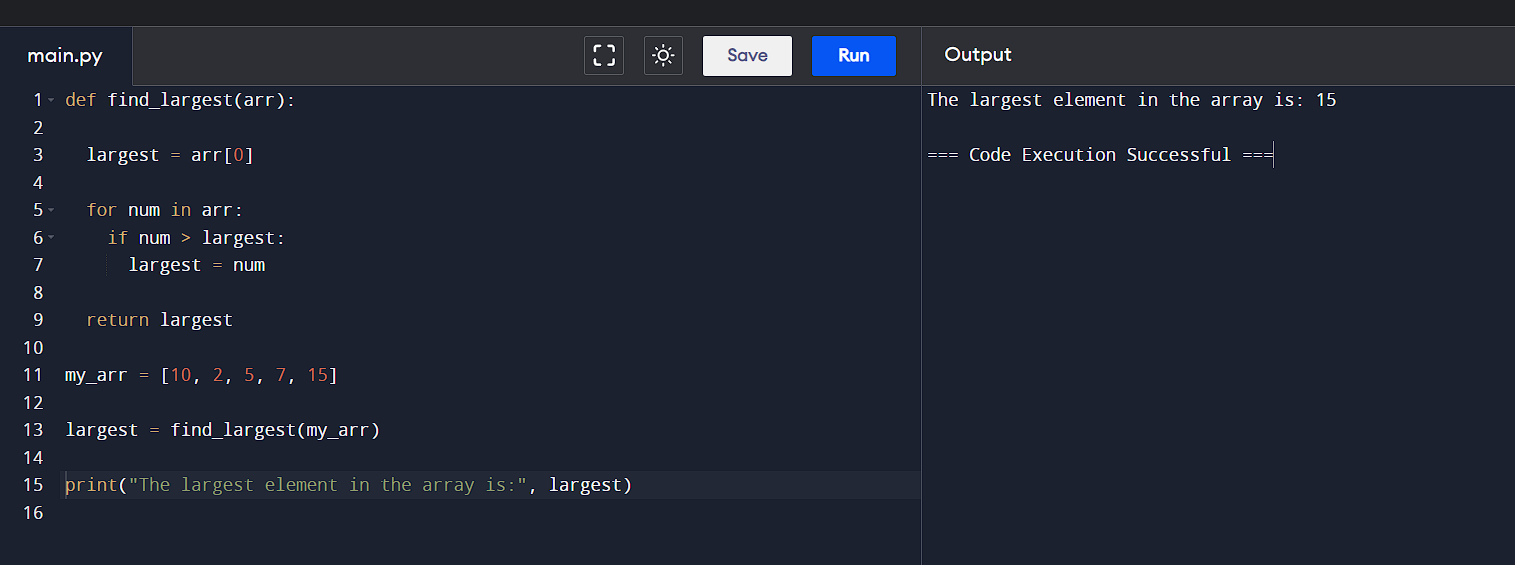 main.py
Save
Run
Output
1 def find_largest(arr):
2
3   largest = arr[0]
4
5   for num in arr:
6     if num > largest:
7       largest = num
8
9   return largest
10
11 my_arr = [10, 2, 5, 7, 15]
12
13 largest = find_largest(my_arr)
14
15 print("The largest element in the array is:", largest)
16
The largest element in the array is: 15
=== Code Execution Successful ===